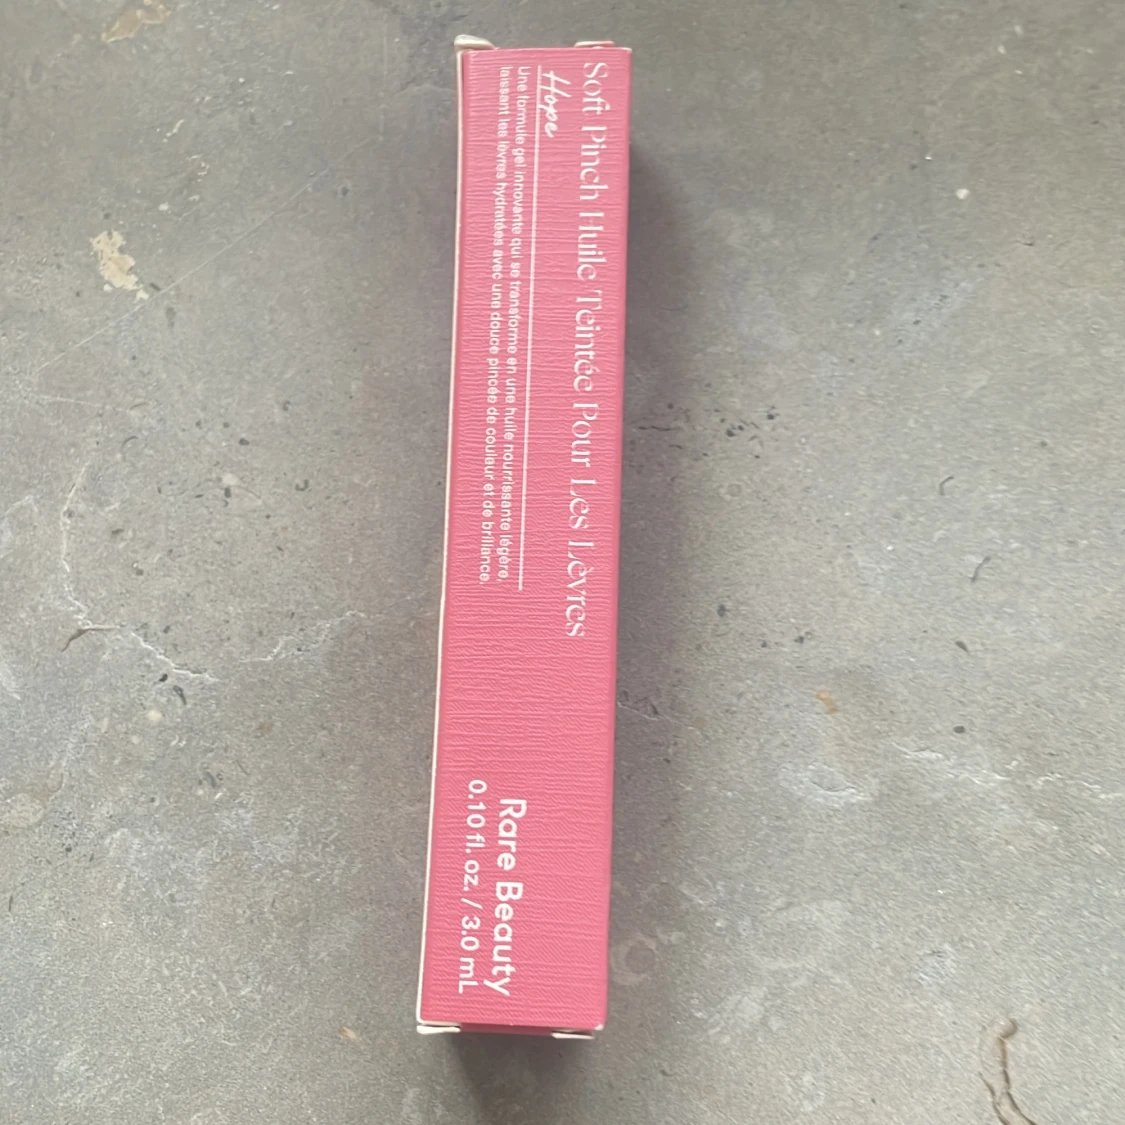 Soft Pinch Huile Teintée Pour Les Lèvres
Hope
Une formule gel innovante qui se transforme en une huile nourrissante légère,
laissant les lèvres hydratées avec une douce pincée de couleur et de brillance.
Rare Beauty
0.10 fl. oz. / 3.0 mL